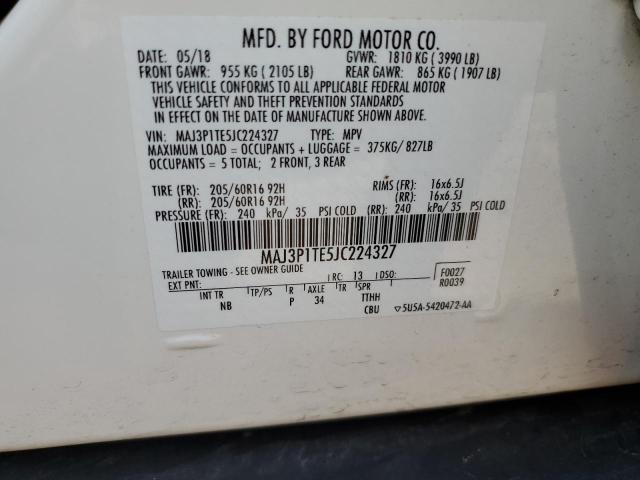 MFD. BY FORD MOTOR CO.
DATE: 05/18 GVWR: 1810 KG ( 3990 LB)
FRONT GAWR: 955 KG ( 2105 LB) REAR GAWR: 865 KG ( 1907 LB)
THIS VEHICLE CONFORMS TO ALL APPLICABLE FEDERAL MOTOR
VEHICLE SAFETY AND THEFT PREVENTION STANDARDS
IN EFFECT ON THE DATE OF MANUFACTURE SHOWN ABOVE.
VIN: MAJ3P1TE5JC224327 TYPE: MPV
MAXIMUM LOAD = OCCUPANTS + LUGGAGE = 375KG/ 827LB
OCCUPANTS = 5 TOTAL; 2 FRONT, 3 REAR
TIRE (FR): 205/60R16 92H RIMS (FR): 16x6.5J
(RR): 205/60R16 92H (RR): 16x6.5J
PRESSURE (FR): 240 kPa/ 35 PSI COLD (RR): 240 kPa/ 35 PSI COLD
MAJ3P1TE5JC224327
TRAILER TOWING - SEE OWNER GUIDE F0027
EXT PNT: RC: 13 DSO: R0039
INT TR TP/PS R AXLE TR SPR
NB P 34 TTHH
CBU ▽5U5A-5420472-AA